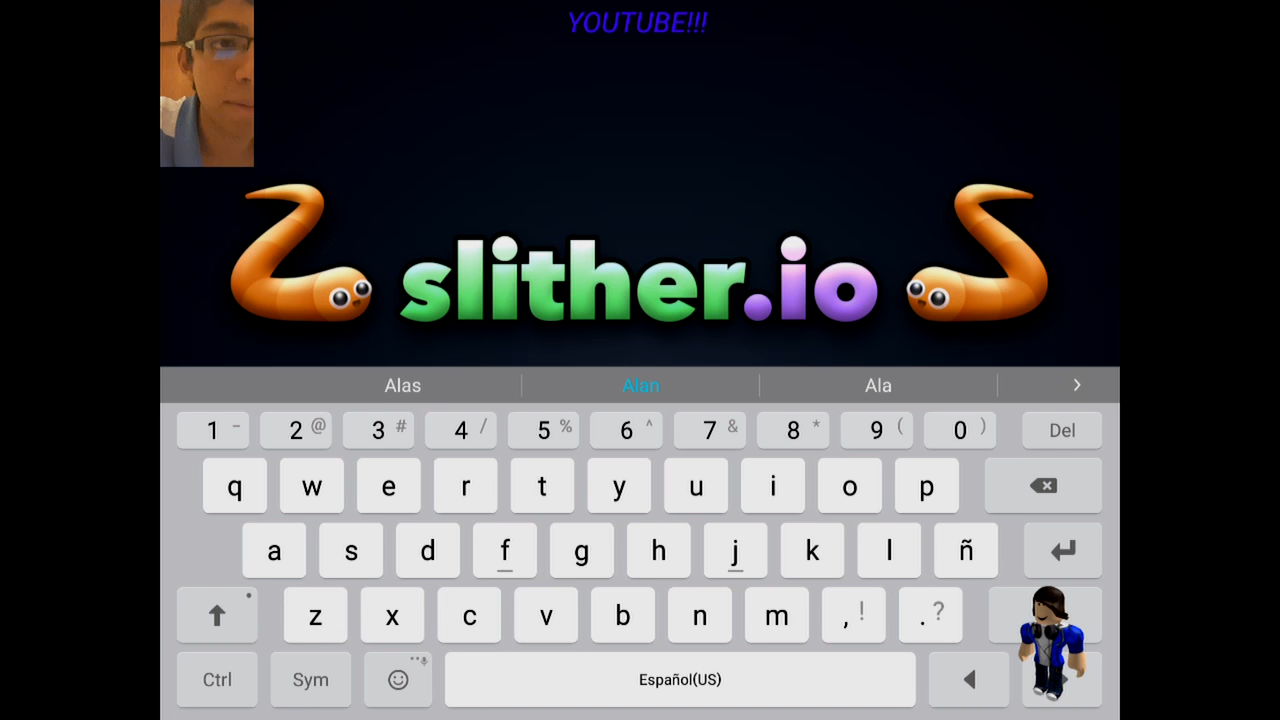 YOUTUBE!!!
slither.io
Alas Alan Ala >
1 - 2 @ 3 # 4 / 5 % 6 ^ 7 & 8 * 9 ( 0 ) Del
q w e r t y u i o p
a s d f g h j k l ñ
z x c v b n m , ! . ?
Ctrl Sym Español(US)